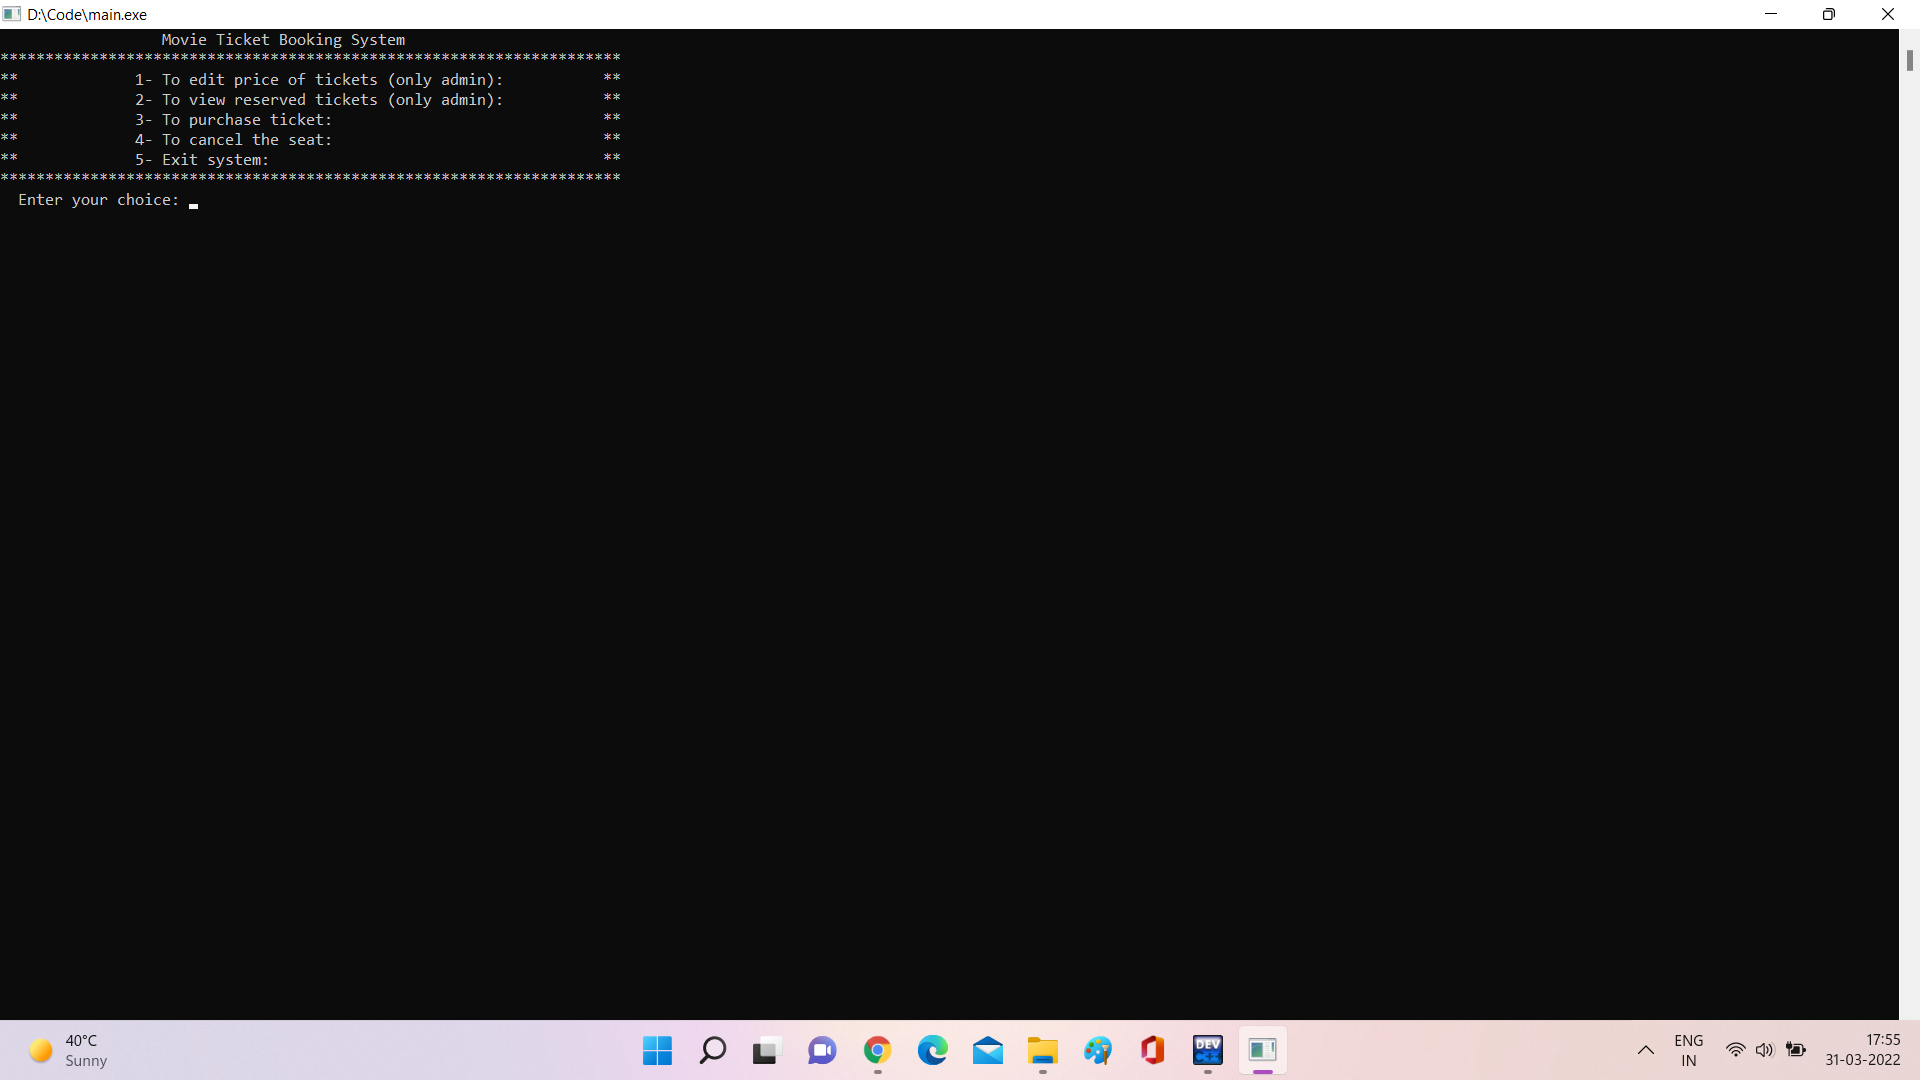 D:\Code\main.exe
Movie Ticket Booking System
*********************************************************************
** 1- To edit price of tickets (only admin): **
** 2- To view reserved tickets (only admin): **
** 3- To purchase ticket: **
** 4- To cancel the seat: **
** 5- Exit system: **
*********************************************************************
Enter your choice:
40°C
Sunny
DEV
C++
ENG
IN
17:55
31-03-2022